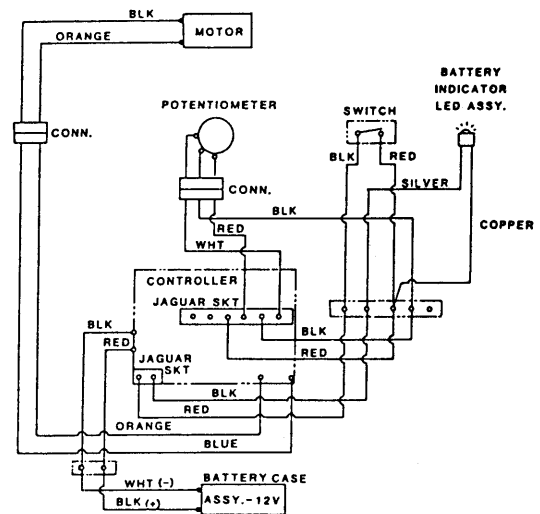 BLK
MOTOR
ORANGE
BATTERY
INDICATOR
LED ASSY.
POTENTIOMETER
SWITCH
CONN.
BLK
RED
SILVER
CONN.
BLK
COPPER
RED
WHT
CONTROLLER
JAGUAR SKT
BLK
BLK
RED
RED
JAGUAR
SKT
BLK
RED
ORANGE
BLUE
BATTERY CASE
WHT (-)
ASSY.-12V
BLK (+)